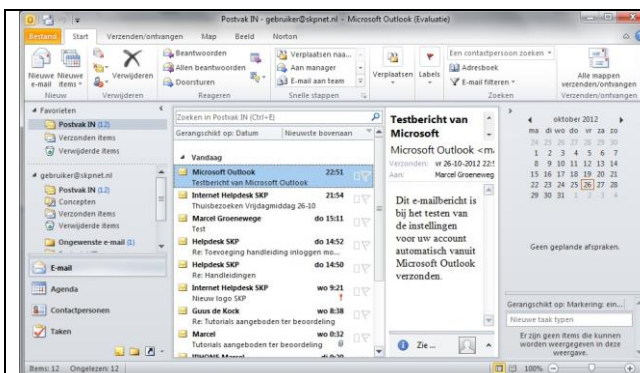 Postvak IN - gebruiker@skpnet.nl - Microsoft Outlook (Evaluatie)
Bestand Start Verzenden/ontvangen Map Beeld Norton
Nieuwe e-mail
Nieuwe items
Nieuw
Verwijderen
Verwijderen
Beantwoorden
Allen beantwoorden
Doorsturen
Reageren
Verplaatsen naa...
Aan manager
E-mail aan team
Snelle stappen
Verplaatsen
Labels
Een contactpersoon zoeken
Adresboek
E-mail filteren
Zoeken
Alle mappen
verzenden/ontvangen
Verzenden/ontvangen
Favorieten
Postvak IN (12)
Verzonden items
Verwijderde items
gebruiker@skpnet.nl
Postvak IN (12)
Concepten
Verzonden items
Verwijderde items
Ongewenste e-mail (1)
E-mail
Agenda
Contactpersonen
Taken
Zoeken in Postvak IN (Ctrl+E)
Gerangschikt op: Datum Nieuwste bovenaan
Vandaag
Microsoft Outlook 22:51
Testbericht van Microsoft Outlook
Internet Helpdesk SKP 21:54
Thuisbezoeken Vrijdagmiddag 26-10
Marcel Groenewege do 15:11
Test
Helpdesk SKP do 14:52
Re: Toevoeging handleiding inloggen mo...
Helpdesk SKP do 14:50
Re: Handleidingen
Internet Helpdesk SKP wo 9:21
Nieuw logo SKP
Guus de Kock wo 8:38
Re: Tutorials aangeboden ter beoordeling
Marcel wo 0:32
Tutorials aangeboden ter beoordeling
Testbericht van
Microsoft
Microsoft Outlook <m
Verzonden: vr 26-10-2012 22:5
Aan: Marcel Groenewege
Dit e-mailbericht is
bij het testen van
de instellingen
voor uw account
automatisch vanuit
Microsoft Outlook
verzonden.
Zie ...
oktober 2012
ma di wo do vr za zo
24 25 26 27 28 29 30
1 2 3 4 5 6 7
8 9 10 11 12 13 14
15 16 17 18 19 20 21
22 23 24 25 26 27 28
29 30 31 1 2 3 4
Geen geplande afspraken.
Gerangschikt op: Markering: ein...
Nieuwe taak typen
Er zijn geen items die kunnen
worden weergegeven in deze
weergave.
Items: 12 Ongelezen: 12
100%